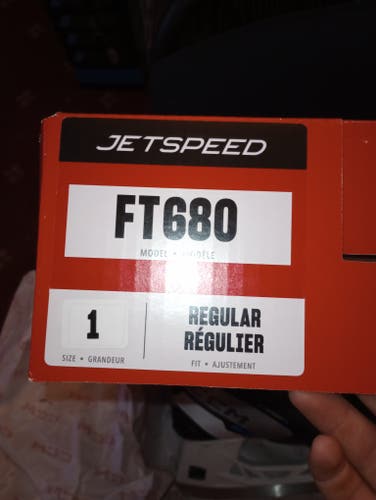 JETSPEED
FT680
MODEL • MODÈLE
1
SIZE • GRANDEUR
REGULAR
RÉGULIER
FIT • AJUSTEMENT